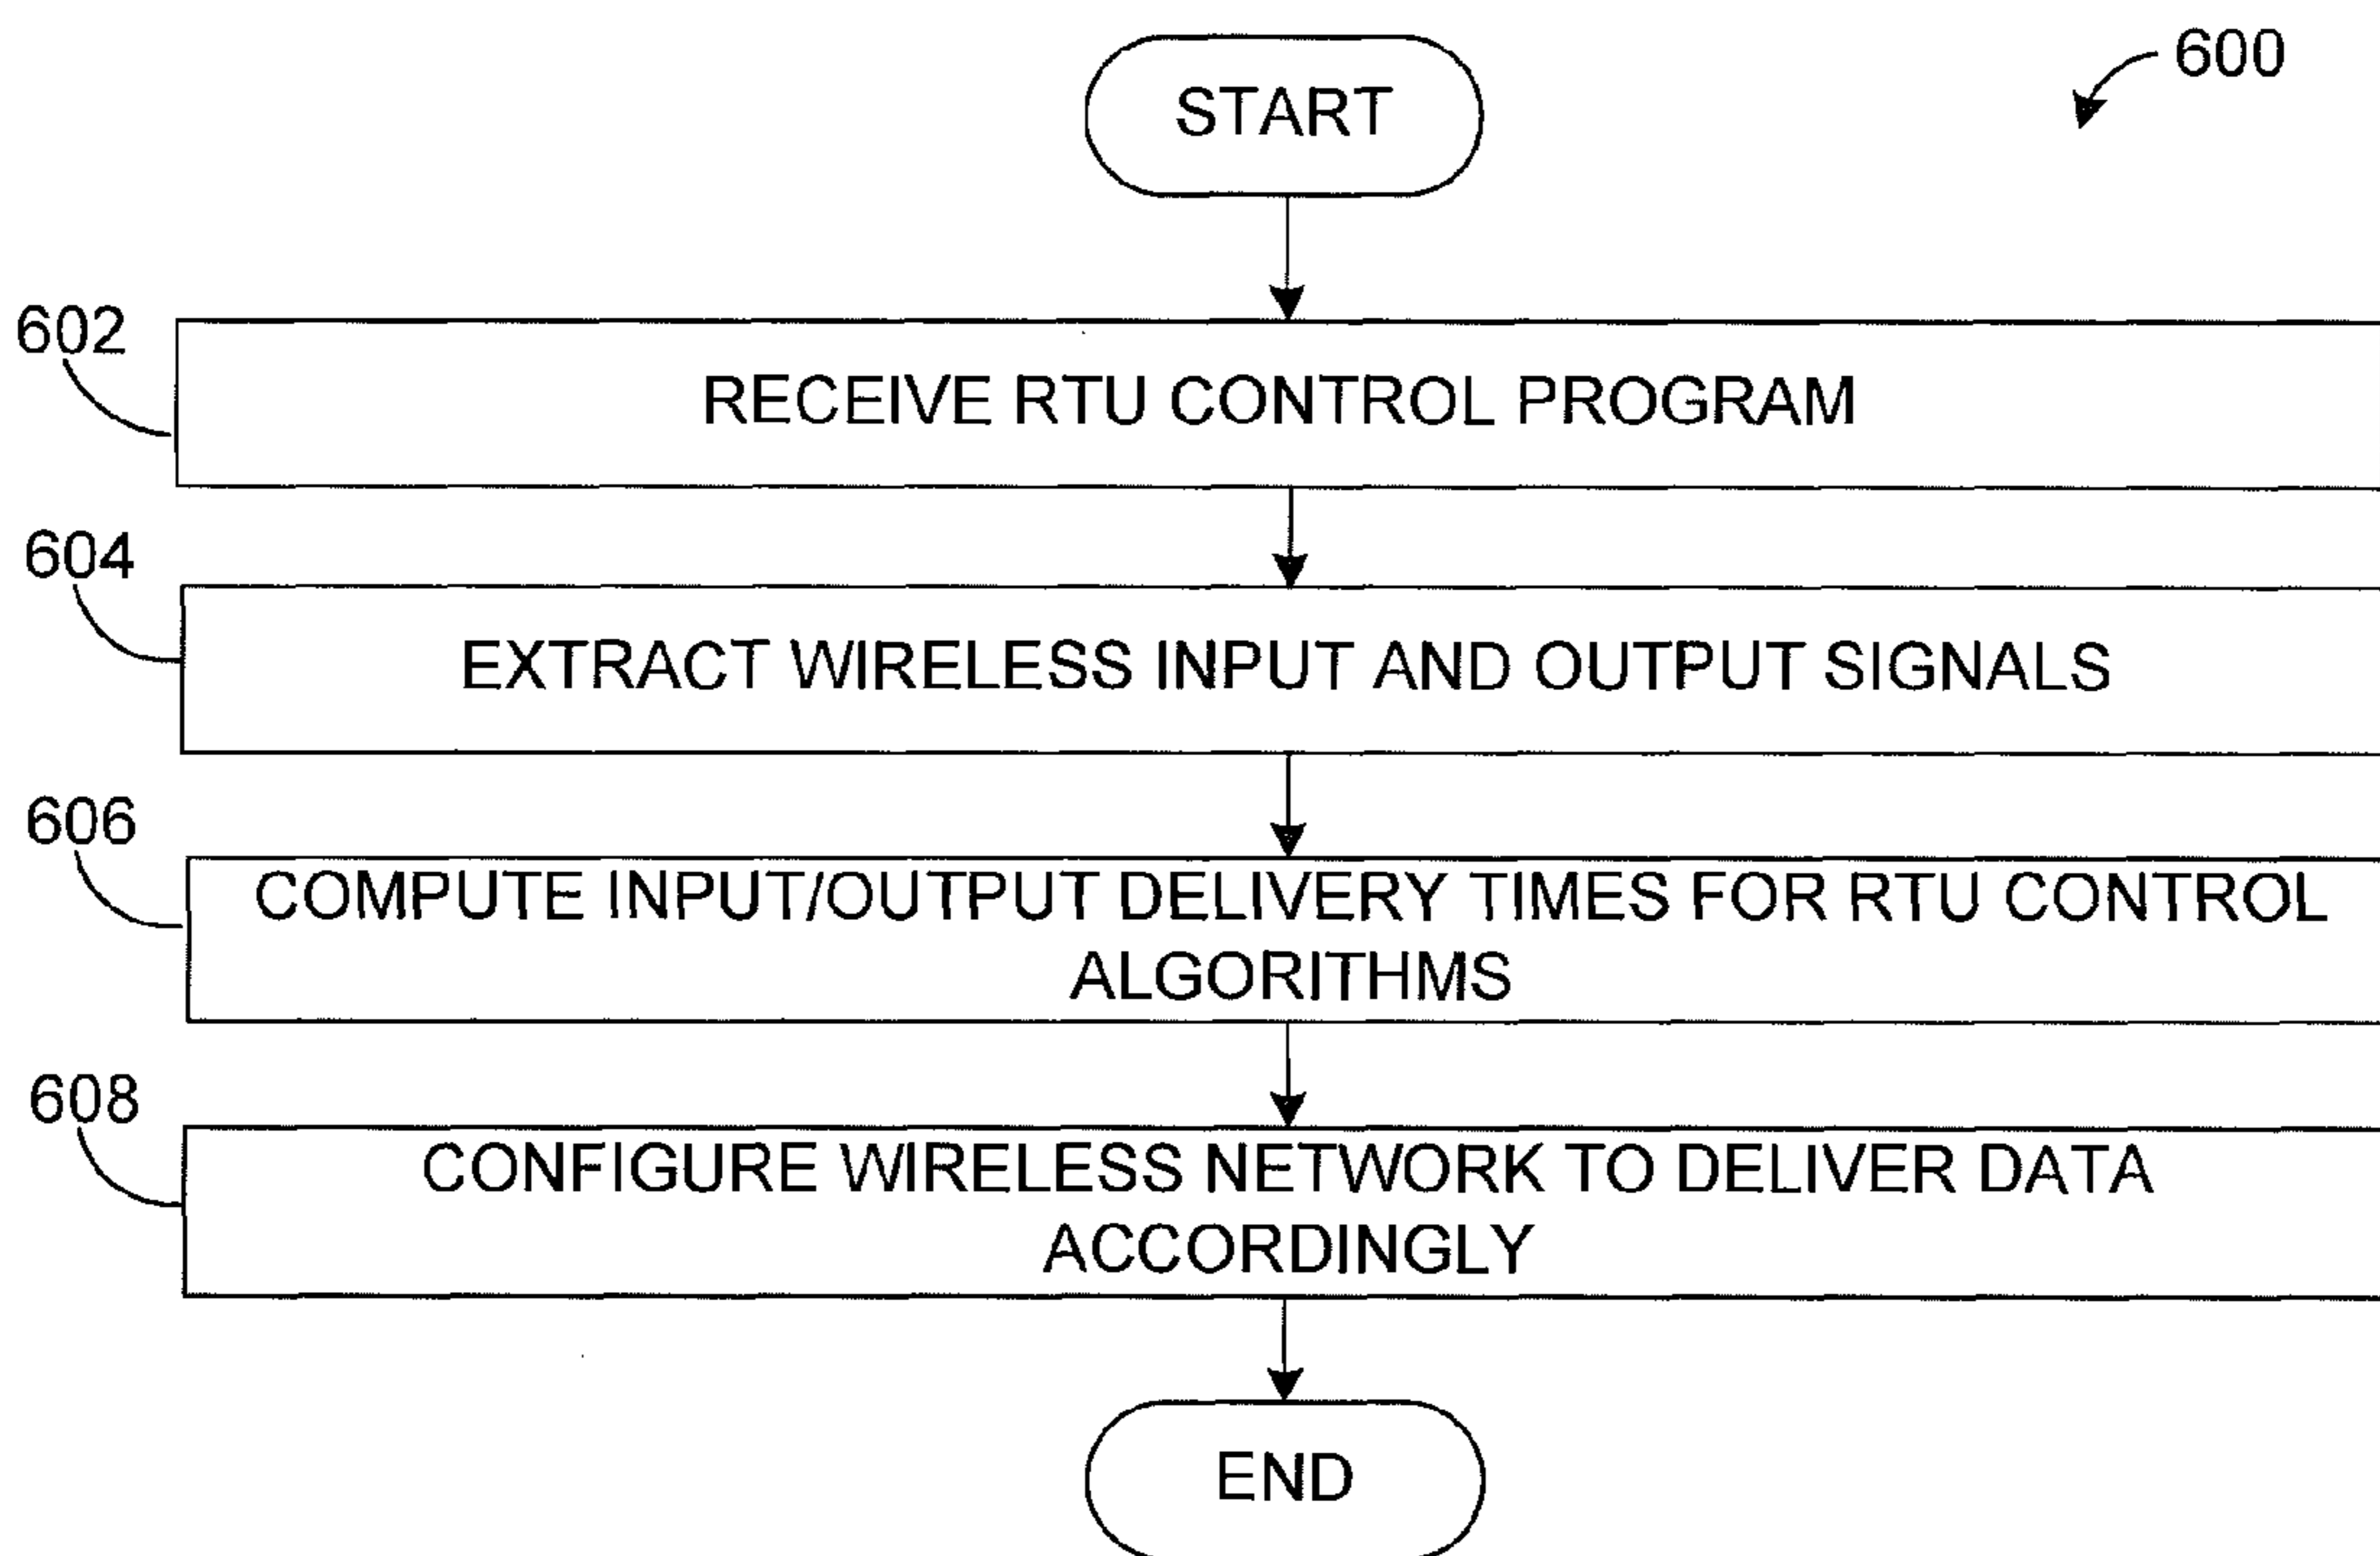 START
600
602
RECEIVE RTU CONTROL PROGRAM
604
EXTRACT WIRELESS INPUT AND OUTPUT SIGNALS
606
COMPUTE INPUT/OUTPUT DELIVERY TIMES FOR RTU CONTROL
ALGORITHMS
608
CONFIGURE WIRELESS NETWORK TO DELIVER DATA
ACCORDINGLY
END